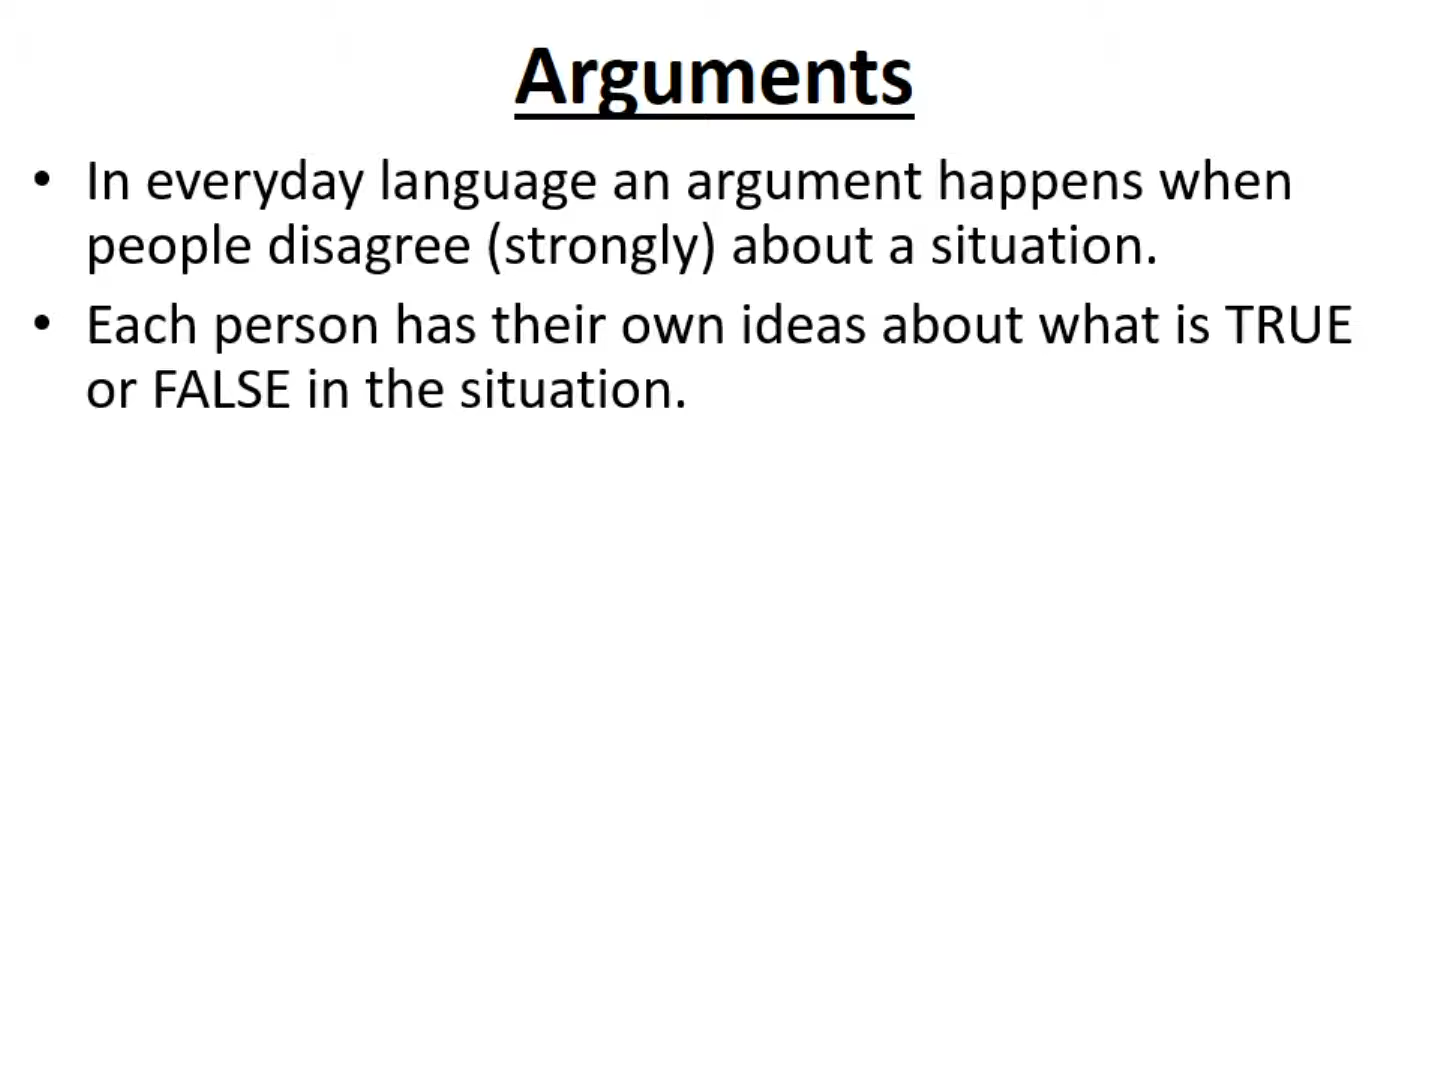 Arguments
• In everyday language an argument happens when
people disagree (strongly) about a situation.
• Each person has their own ideas about what is TRUE
or FALSE in the situation.